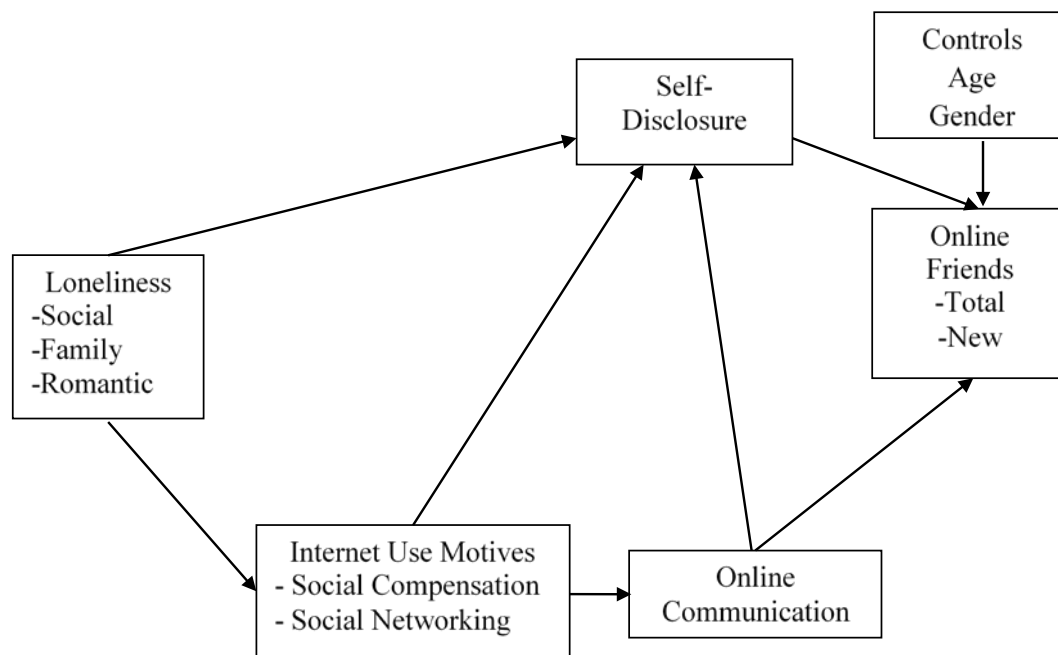 Controls
Age
Gender
Self-
Disclosure
Online
Friends
-Total
-New
Loneliness
-Social
-Family
-Romantic
Internet Use Motives
- Social Compensation
- Social Networking
Online
Communication